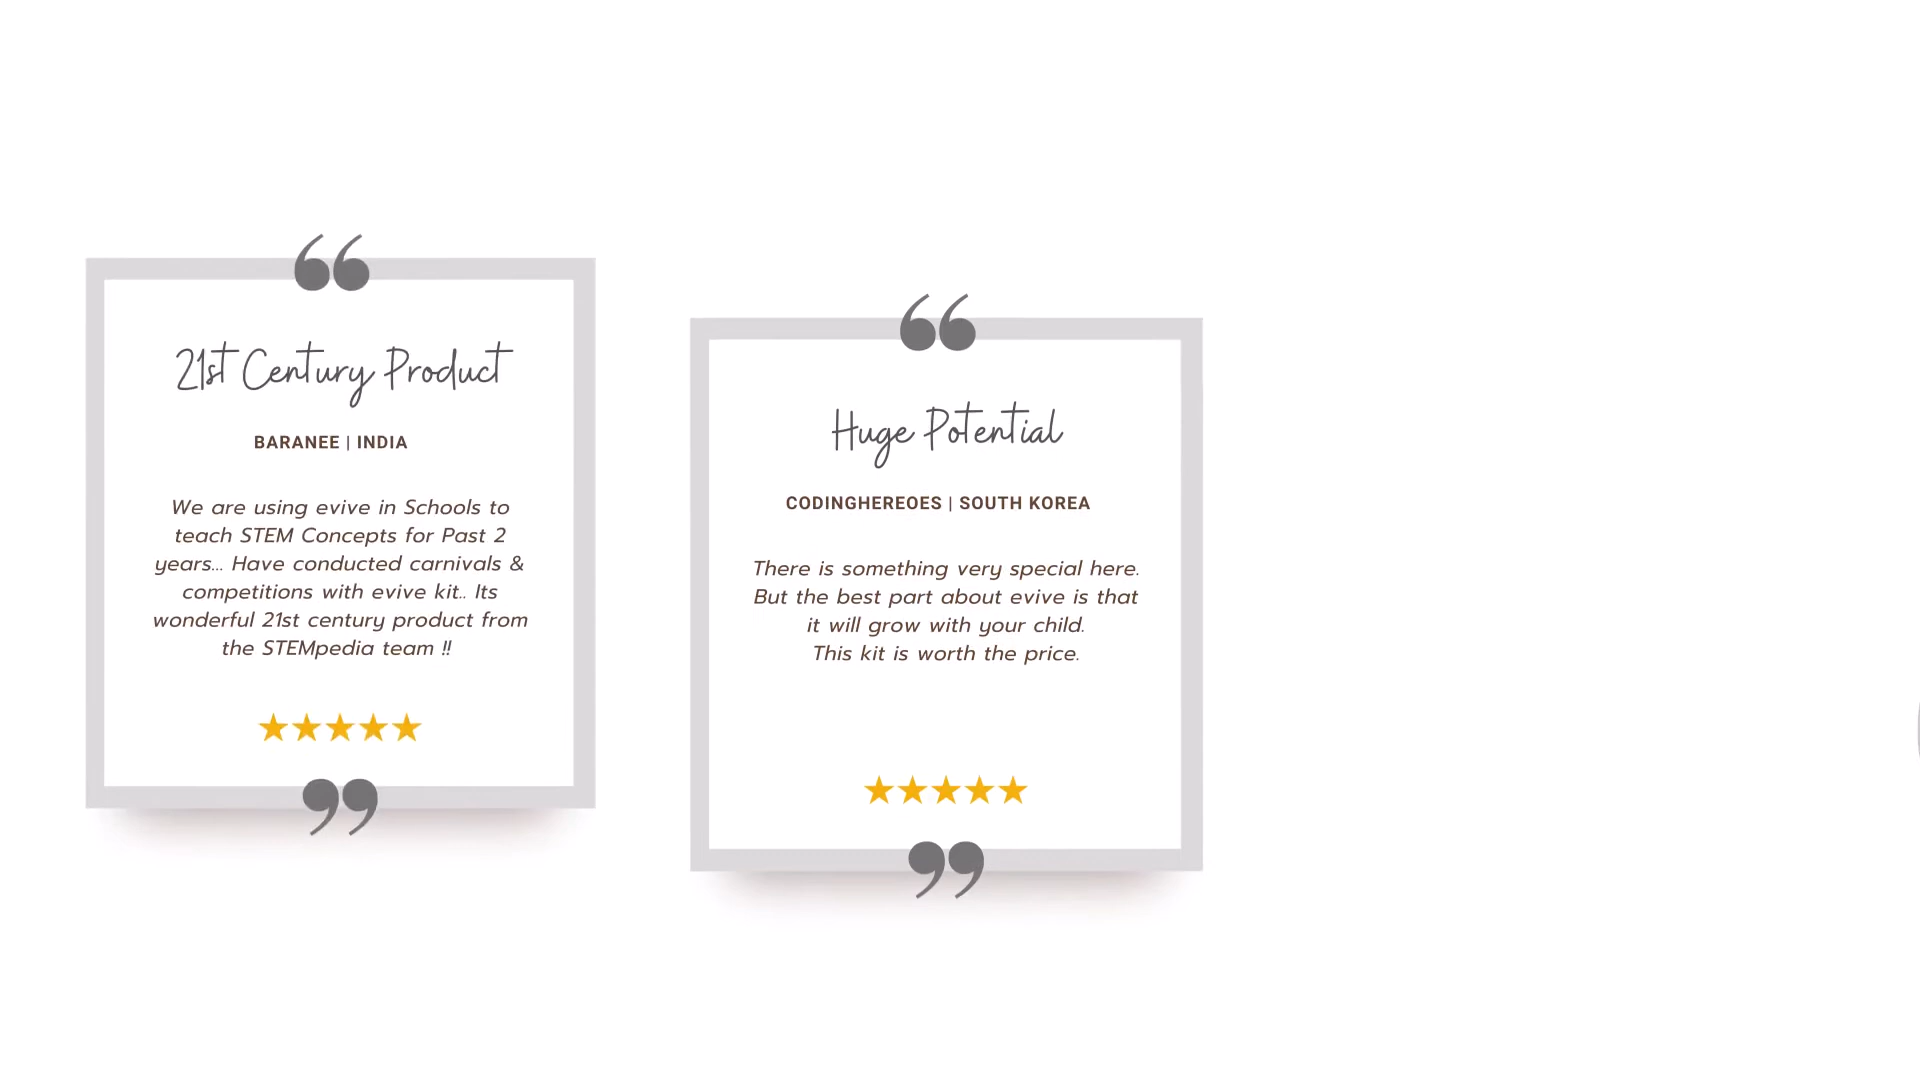 21st Century Product
BARANEE | INDIA
We are using evive in Schools to
teach STEM Concepts for Past 2
years... Have conducted carnivals &
competitions with evive kit.. Its
wonderful 21st century product from
the STEMpedia team !!
Huge Potential
CODINGHEREOES | SOUTH KOREA
There is something very special here.
But the best part about evive is that
it will grow with your child.
This kit is worth the price.